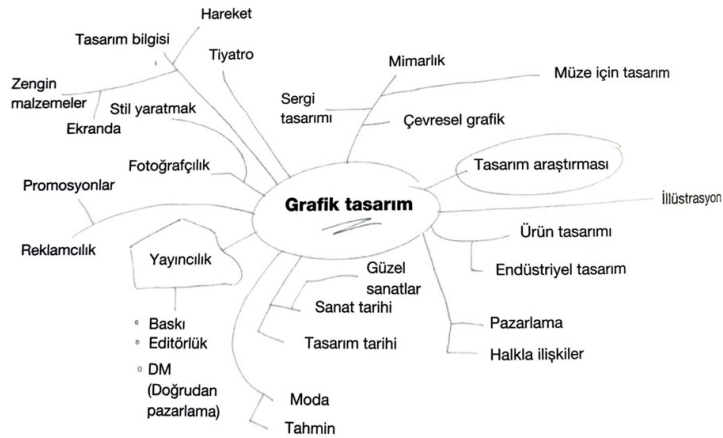 Hareket
Tasarım bilgisi
Tiyatro
Mimarlık
Müze için tasarım
Zengin
malzemeler
Ekranda
Stil yaratmak
Sergi
tasarımı
Çevresel grafik
Fotoğrafçılık
Tasarım araştırması
Promosyonlar
Grafik tasarım
İllüstrasyon
Reklamcılık
Yayıncılık
Ürün tasarımı
Endüstriyel tasarım
Güzel
sanatlar
Sanat tarihi
Tasarım tarihi
Baskı
Editörlük
DM
(Doğrudan
pazarlama)
Pazarlama
Halkla ilişkiler
Moda
Tahmin